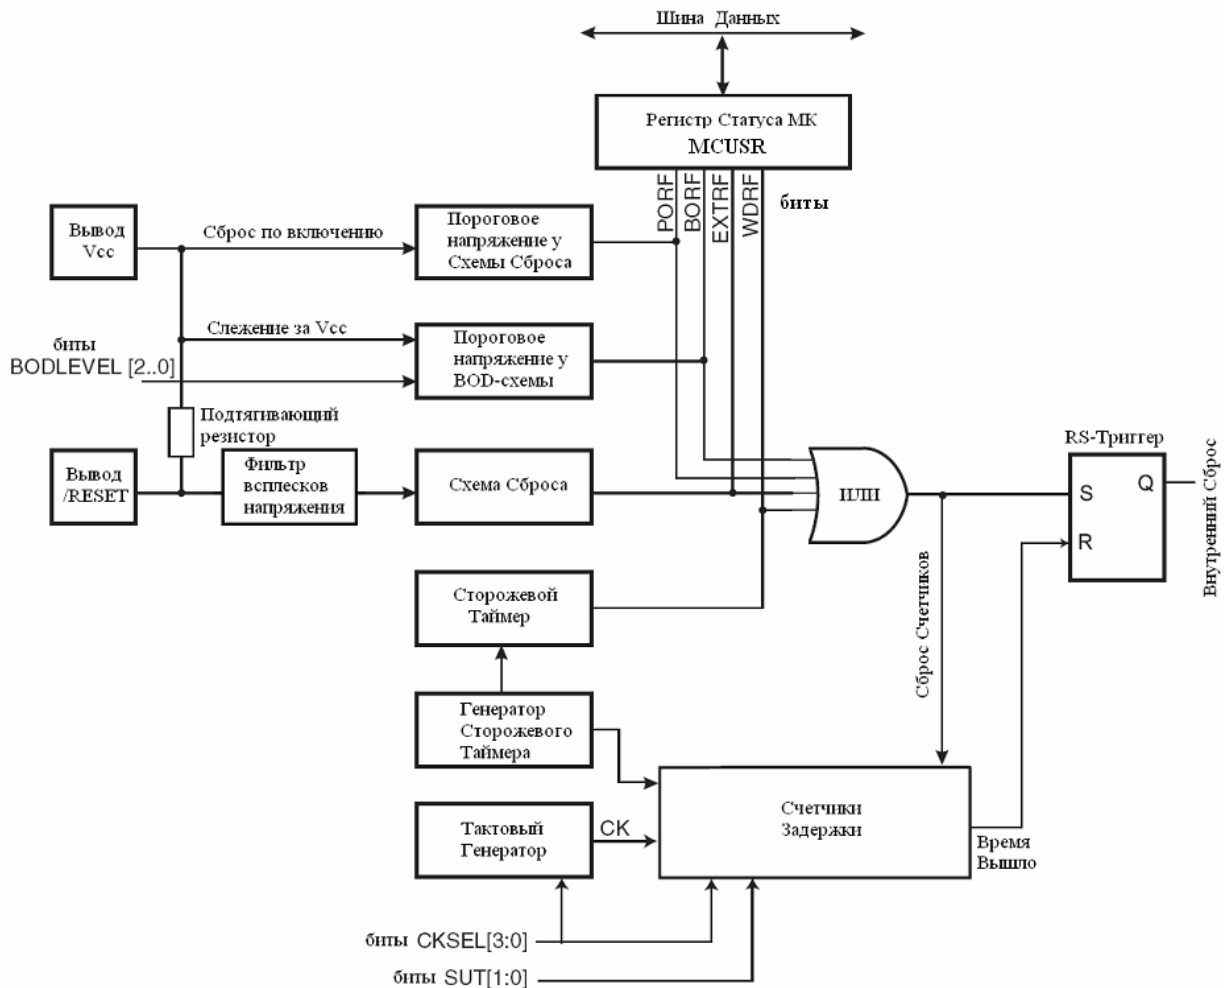 Шина Данных
Регистр Статуса МК
MCUSR
PORF
BORF
EXTRF
WDRF
биты
Вывод
Vcc
Сброс по включению
Пороговое
напряжение у
Схемы Сброса
Слежение за Vcc
биты
BODLEVEL [2..0]
Пороговое
напряжение у
BOD-схемы
Подтягивающий
резистор
Вывод
/RESET
Фильтр
всплесков
напряжения
Схема Сброса
ИЛИ
RS-Триггер
S
Q
R
Внутренний Сброс
Сторожевой
Таймер
Сброс Счетчиков
Генератор
Сторожевого
Таймера
Тактовый
Генератор
CK
Счетчики
Задержки
Время
Вышло
биты CKSEL[3:0]
биты SUT[1:0]